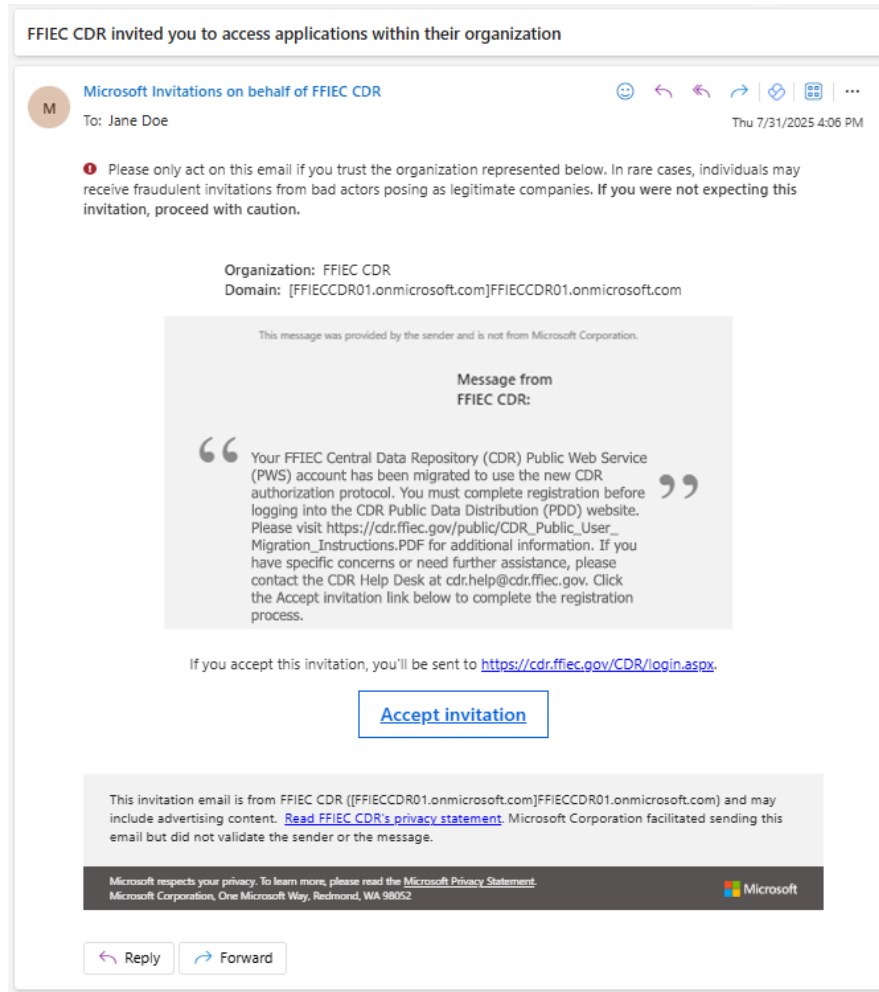 FFIEC CDR invited you to access applications within their organization
M
Microsoft Invitations on behalf of FFIEC CDR
To: Jane Doe
Thu 7/31/2025 4:06 PM
Please only act on this email if you trust the organization represented below. In rare cases, individuals may
receive fraudulent invitations from bad actors posing as legitimate companies. If you were not expecting this
invitation, proceed with caution.
Organization: FFIEC CDR
Domain: [FFIECCDR01.onmicrosoft.com]FFIECCDR01.onmicrosoft.com
This message was provided by the sender and is not from Microsoft Corporation.
Message from
FFIEC CDR:
“ Your FFIEC Central Data Repository (CDR) Public Web Service
(PWS) account has been migrated to use the new CDR
authorization protocol. You must complete registration before
logging into the CDR Public Data Distribution (PDD) website.
Please visit https://cdr.ffiec.gov/public/CDR_Public_User_
Migration_Instructions.PDF for additional information. If you
have specific concerns or need further assistance, please
contact the CDR Help Desk at cdr.help@cdr.ffiec.gov. Click
the Accept invitation link below to complete the registration
process. ”
If you accept this invitation, you'll be sent to https://cdr.ffiec.gov/CDR/login.aspx.
Accept invitation
This invitation email is from FFIEC CDR ([FFIECCDR01.onmicrosoft.com]FFIECCDR01.onmicrosoft.com) and may
include advertising content. Read FFIEC CDR's privacy statement. Microsoft Corporation facilitated sending this
email but did not validate the sender or the message.
Microsoft respects your privacy. To learn more, please read the Microsoft Privacy Statement.
Microsoft Corporation, One Microsoft Way, Redmond, WA 98052
Microsoft
Reply
Forward